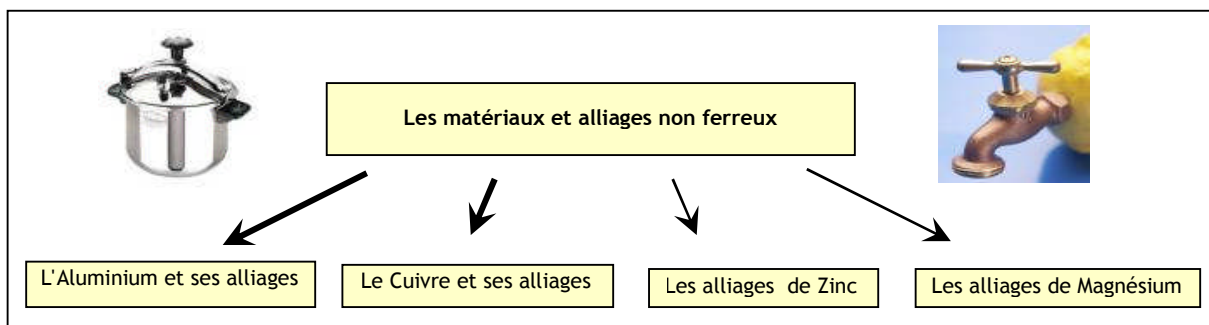 Les matériaux et alliages non ferreux
L'Aluminium et ses alliages
Le Cuivre et ses alliages
Les alliages de Zinc
Les alliages de Magnésium